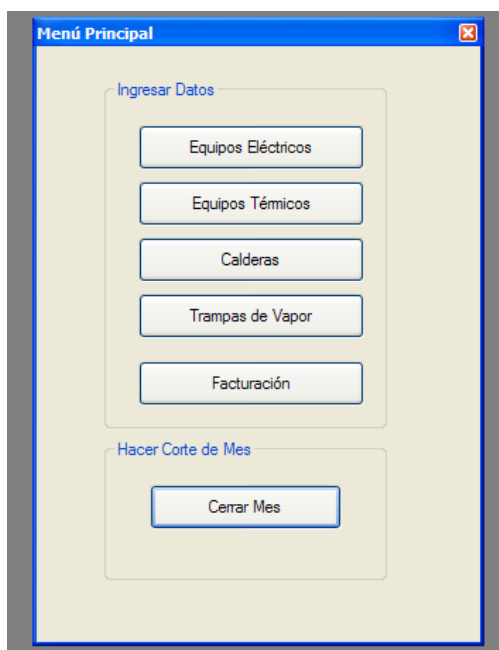 Menú Principal
Ingresar Datos
Equipos Eléctricos
Equipos Térmicos
Calderas
Trampas de Vapor
Facturación
Hacer Corte de Mes
Cerrar Mes